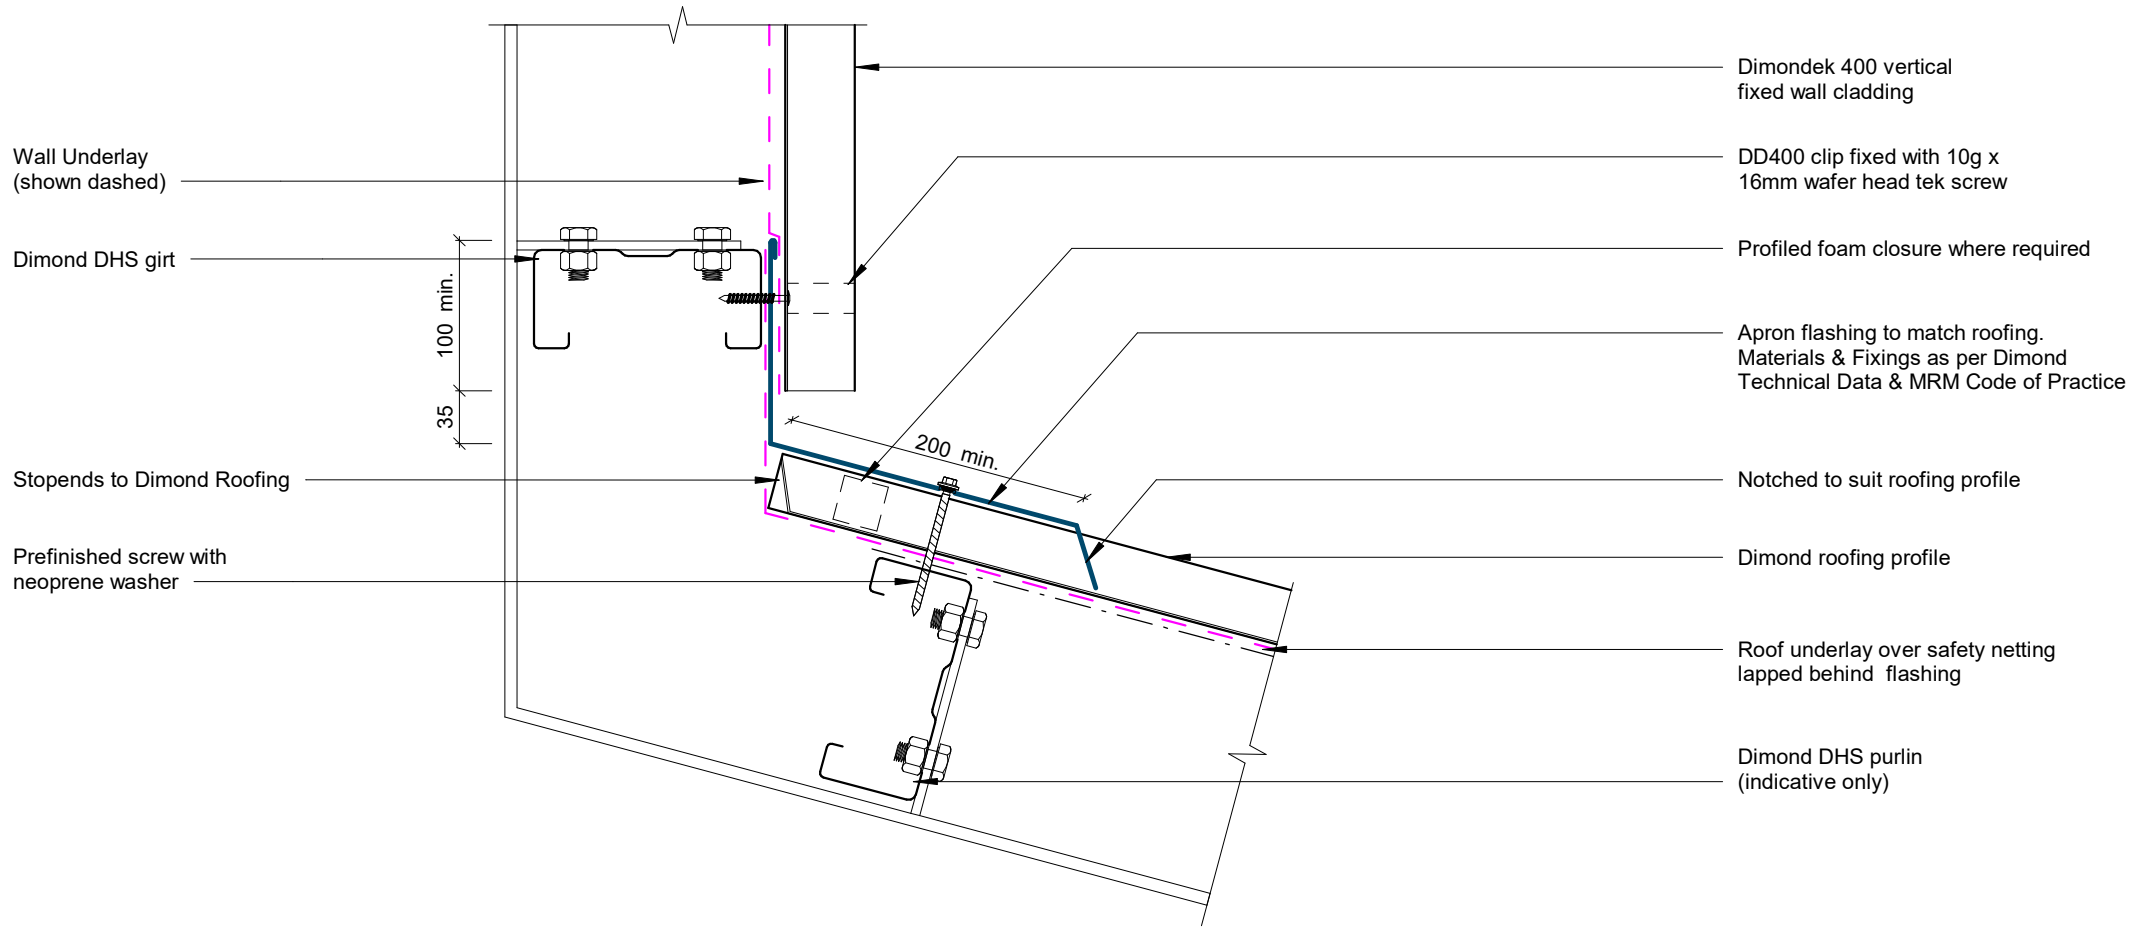 Wall Underlay
(shown dashed)
Dimond DHS girt
100 min.
35
Stopends to Dimond Roofing
Prefinished screw with
neoprene washer
200 min.
Dimondek 400 vertical
fixed wall cladding
DD400 clip fixed with 10g x
16mm wafer head tek screw
Profiled foam closure where required
Apron flashing to match roofing.
Materials & Fixings as per Dimond
Technical Data & MRM Code of Practice
Notched to suit roofing profile
Dimond roofing profile
Roof underlay over safety netting
lapped behind flashing
Dimond DHS purlin
(indicative only)